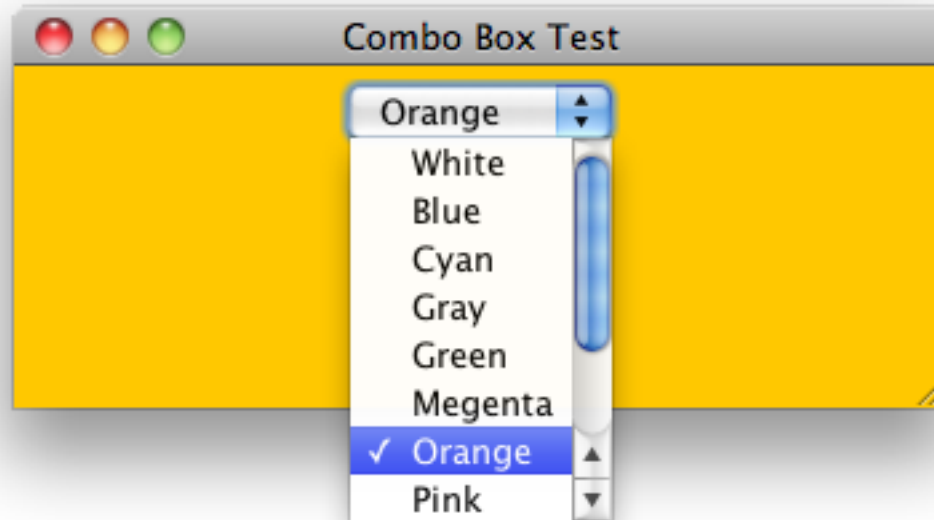 Combo Box Test
Orange
White
Blue
Cyan
Gray
Green
Megenta
✓ Orange
Pink